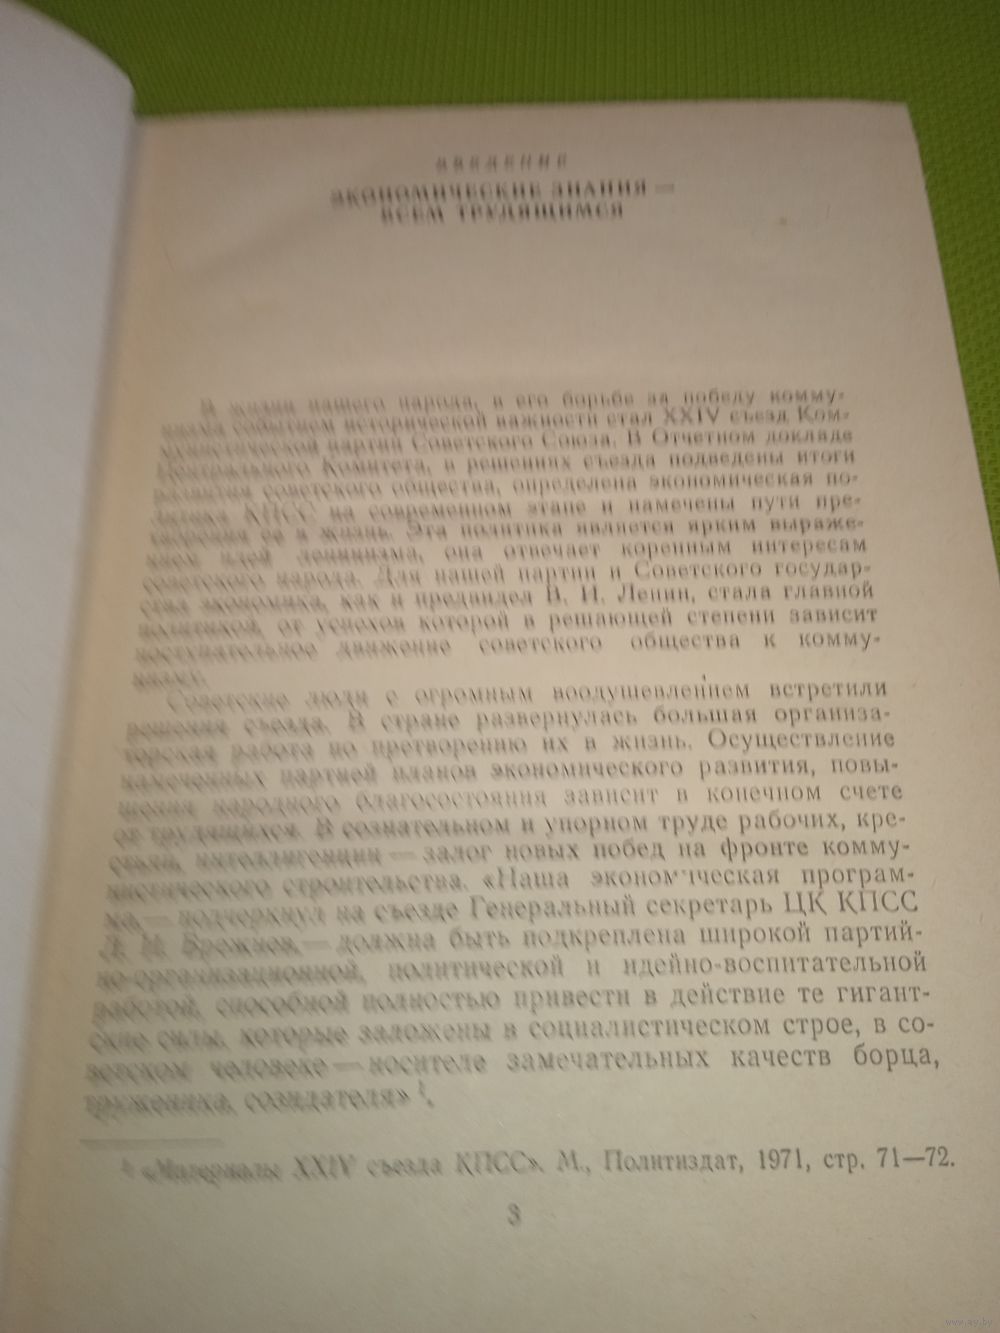 ВВЕДЕНИЕ
ЭКОНОМИЧЕСКИЕ ЗНАНИЯ —
ВСЕМ ТРУДЯЩИМСЯ
В жизни нашего народа, в его борьбе за победу комму-
низма событием исторической важности стал XXIV съезд Ком-
мунистической партии Советского Союза. В Отчетном докладе
Центрального Комитета, в решениях съезда подведены итоги
развития советского общества, определена экономическая по-
литика КПСС на современном этапе и намечены пути пре-
творения ее в жизнь. Эта политика является ярким выраже-
нием идей ленинизма, она отвечает коренным интересам
советского народа. Для нашей партии и Советского государ-
ства экономика, как и предвидел В. И. Ленин, стала главной
политикой, от успехов которой в решающей степени зависит
поступательное движение советского общества к комму-
низму.
Советские люди с огромным воодушевлением встретили
решения съезда. В стране развернулась большая организа-
торская работа по претворению их в жизнь. Осуществление
намеченных партией планов экономического развития, повы-
шения народного благосостояния зависит в конечном счете
от трудящихся. В сознательном и упорном труде рабочих, кре-
стьян, интеллигенции — залог новых побед на фронте комму-
нистического строительства. «Наша экономическая програм-
ма,— подчеркнул на съезде Генеральный секретарь ЦК КПСС
Л. И. Брежнев,— должна быть подкреплена широкой партий-
но-организационной, политической и идейно-воспитательной
работой, способной полностью привести в действие те гигант-
ские силы, которые заложены в социалистическом строе, в со-
ветском человеке — носителе замечательных качеств борца,
труженика, созидателя» ¹.
¹ «Материалы XXIV съезда КПСС». М., Политиздат, 1971, стр. 71—72.
3
www.ay.by